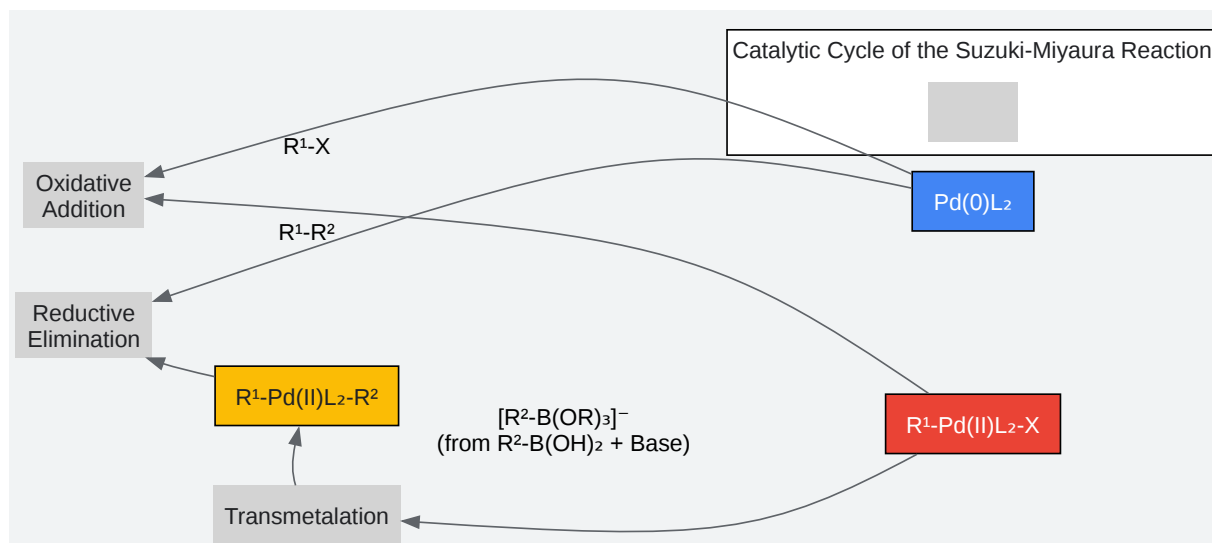 Catalytic Cycle of the Suzuki-Miyaura Reaction
R¹-X
Oxidative
Addition
Pd(0)L₂
R¹-R²
Reductive
Elimination
R¹-Pd(II)L₂-R²
[R²-B(OR)₃]⁻
(from R²-B(OH)₂ + Base)
R¹-Pd(II)L₂-X
Transmetalation